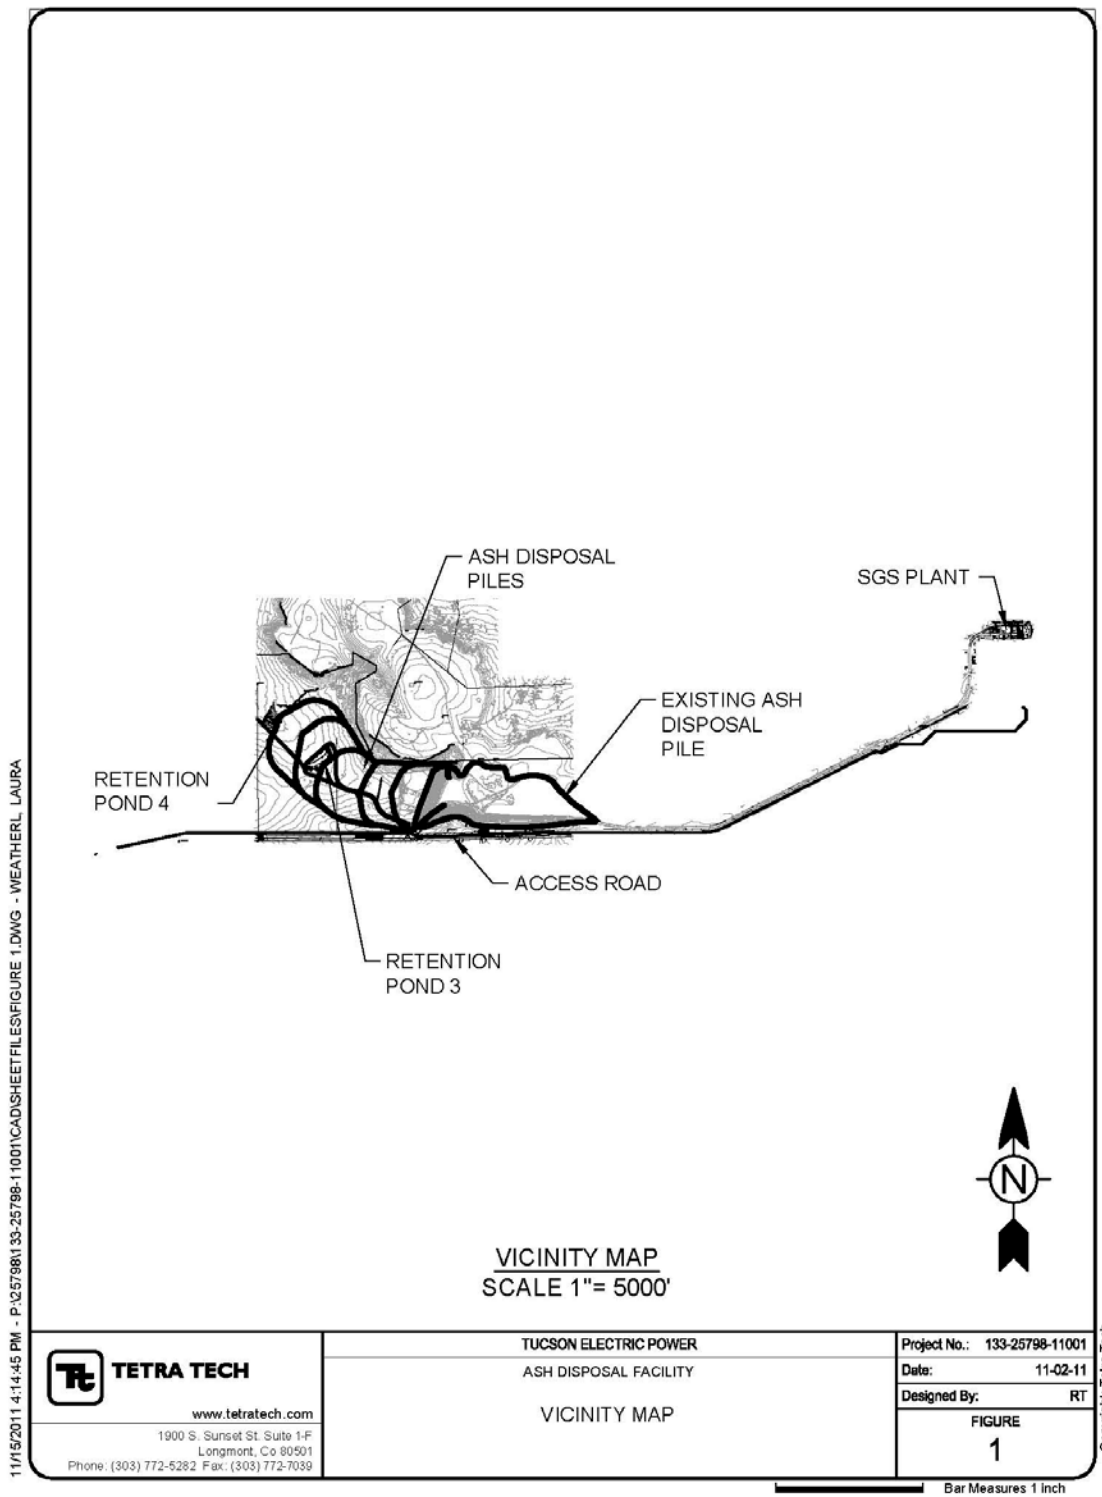 ASH DISPOSAL
PILES
SGS PLANT
EXISTING ASH
DISPOSAL
PILE
RETENTION
POND 4
ACCESS ROAD
RETENTION
POND 3
N
VICINITY MAP
SCALE 1"= 5000'
11/15/2011 4:14:45 PM - P:\25798\133-25798-11001\CAD\SHEETFILES\FIGURE 1.DWG - WEATHERL, LAURA
Tt TETRA TECH
www.tetratech.com
1900 S. Sunset St. Suite 1-F
Longmont, Co 80501
Phone: (303) 772-5282 Fax: (303) 772-7039
TUCSON ELECTRIC POWER
ASH DISPOSAL FACILITY
VICINITY MAP
Project No.: 133-25798-11001
Date: 11-02-11
Designed By: RT
FIGURE
1
Bar Measures 1 Inch